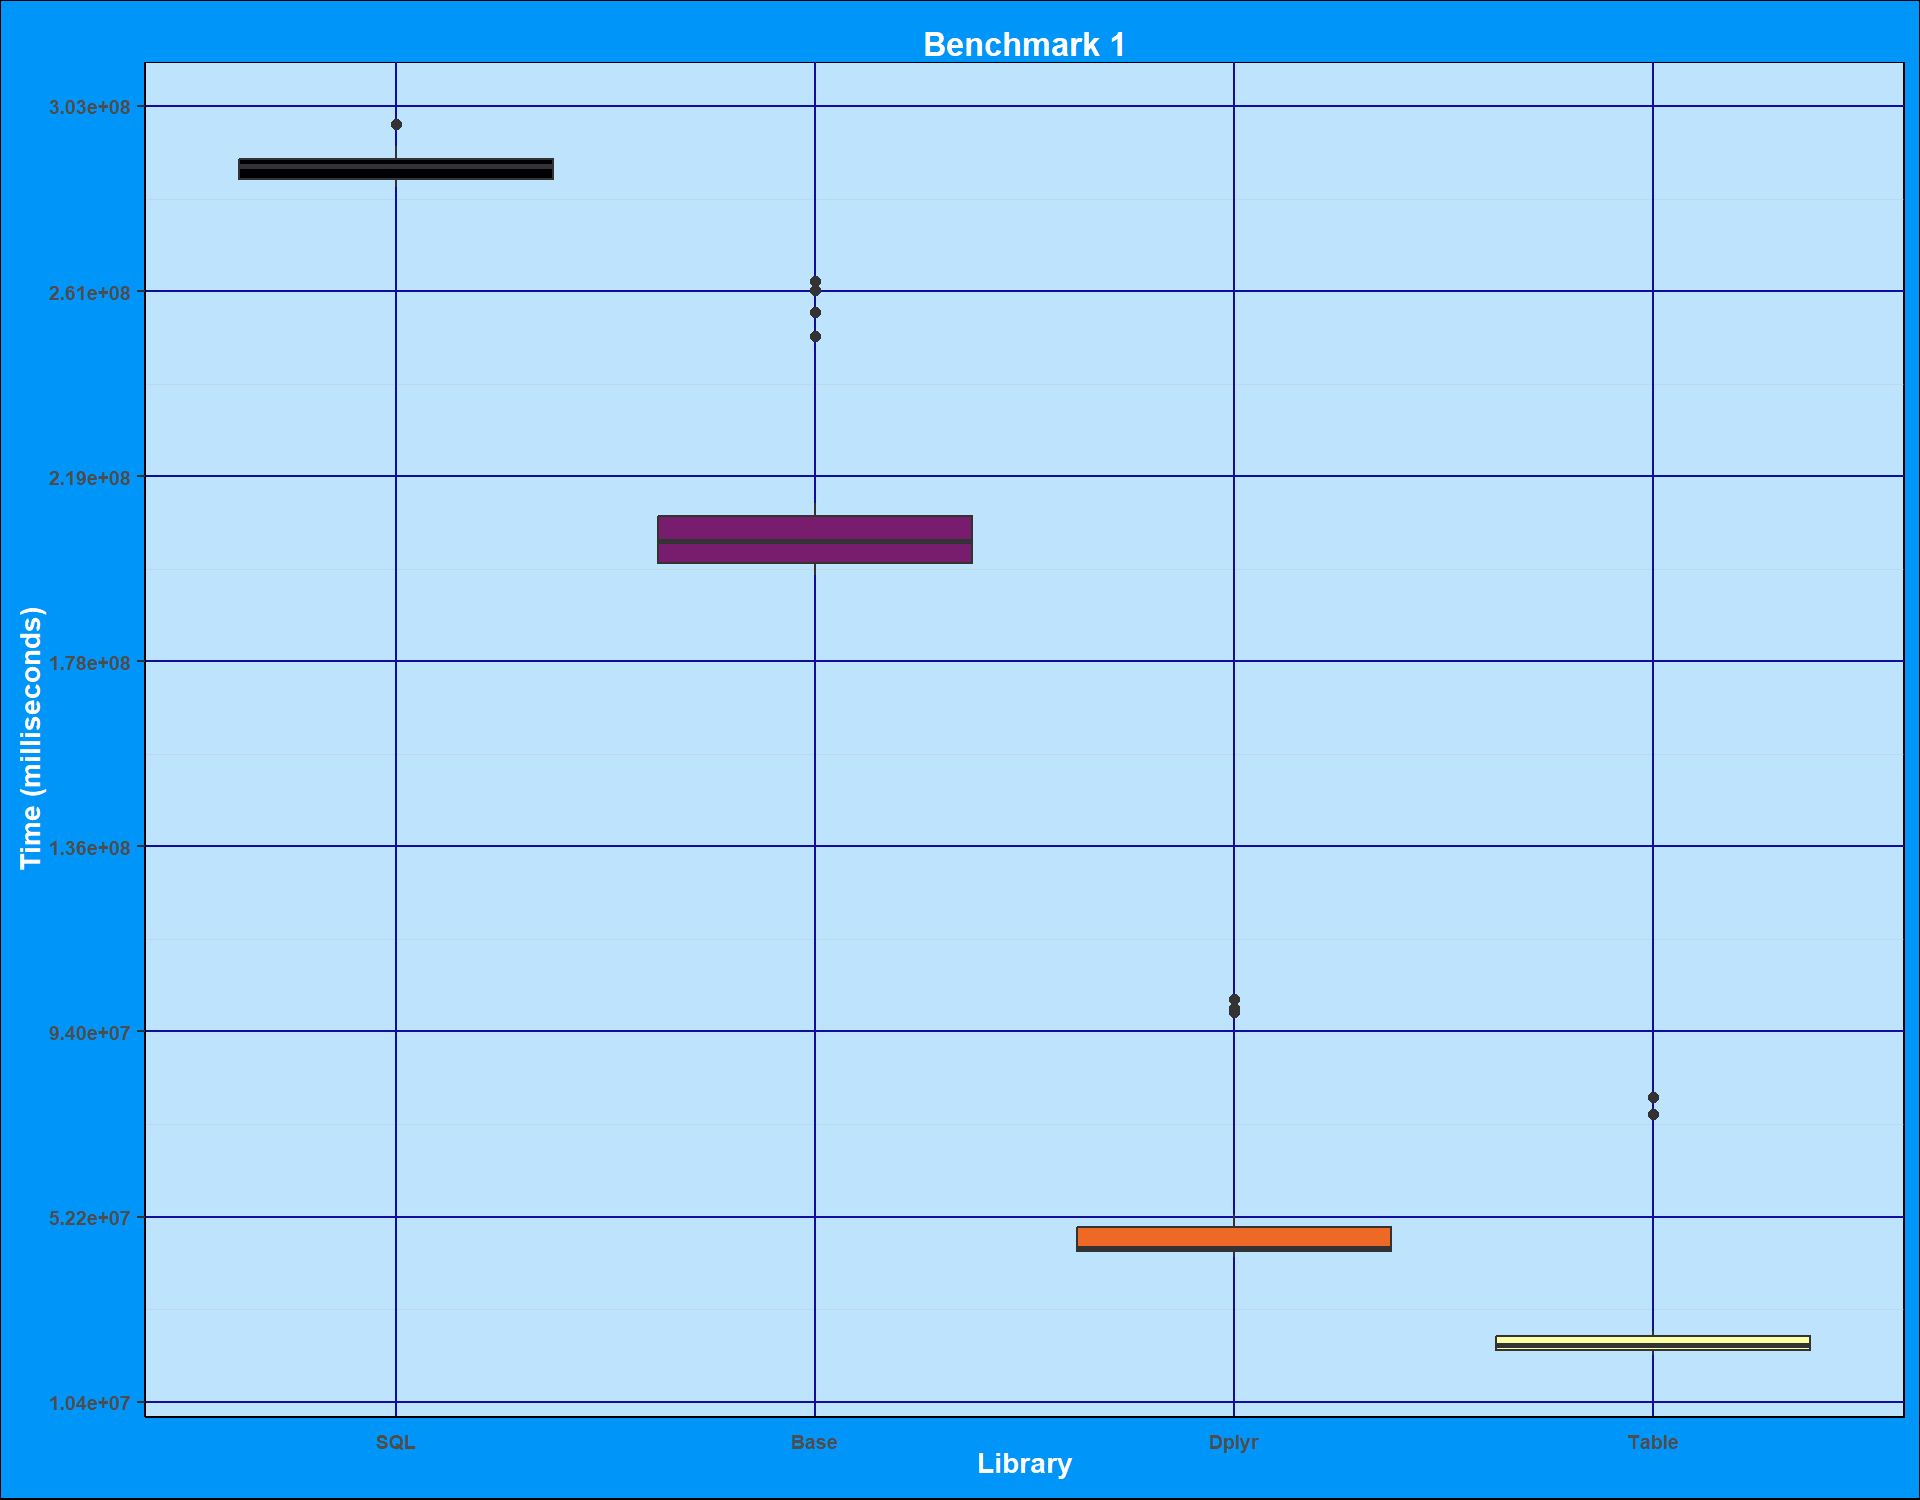 Benchmark 1
Time (milliseconds)
3.03e+08
2.61e+08
2.19e+08
1.78e+08
1.36e+08
9.40e+07
5.22e+07
1.04e+07
SQL
Base
Dplyr
Table
Library